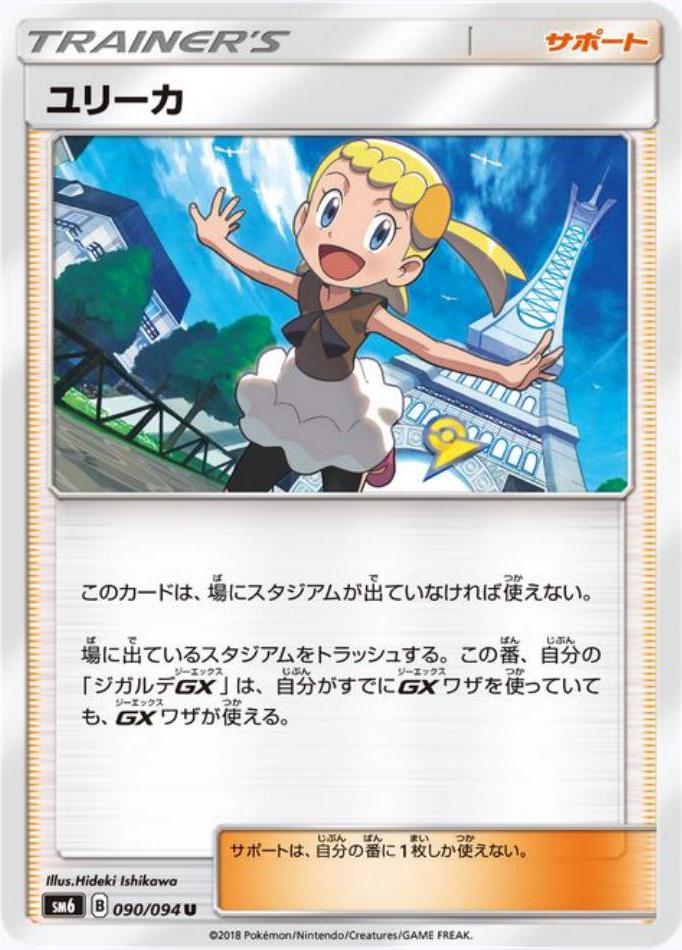 TRAINER'S
サポート
ユリーカ
このカードは、場にスタジアムが出ていなければ使えない。
場に出ているスタジアムをトラッシュする。この番、自分の
「ジガルデGX」は、自分がすでにGXワザを使っていて
も、GXワザが使える。
サポートは、自分の番に1枚しか使えない。
Illus.Hideki Ishikawa
SM6 B 090/094 U
©2018 Pokémon/Nintendo/Creatures/GAME FREAK.